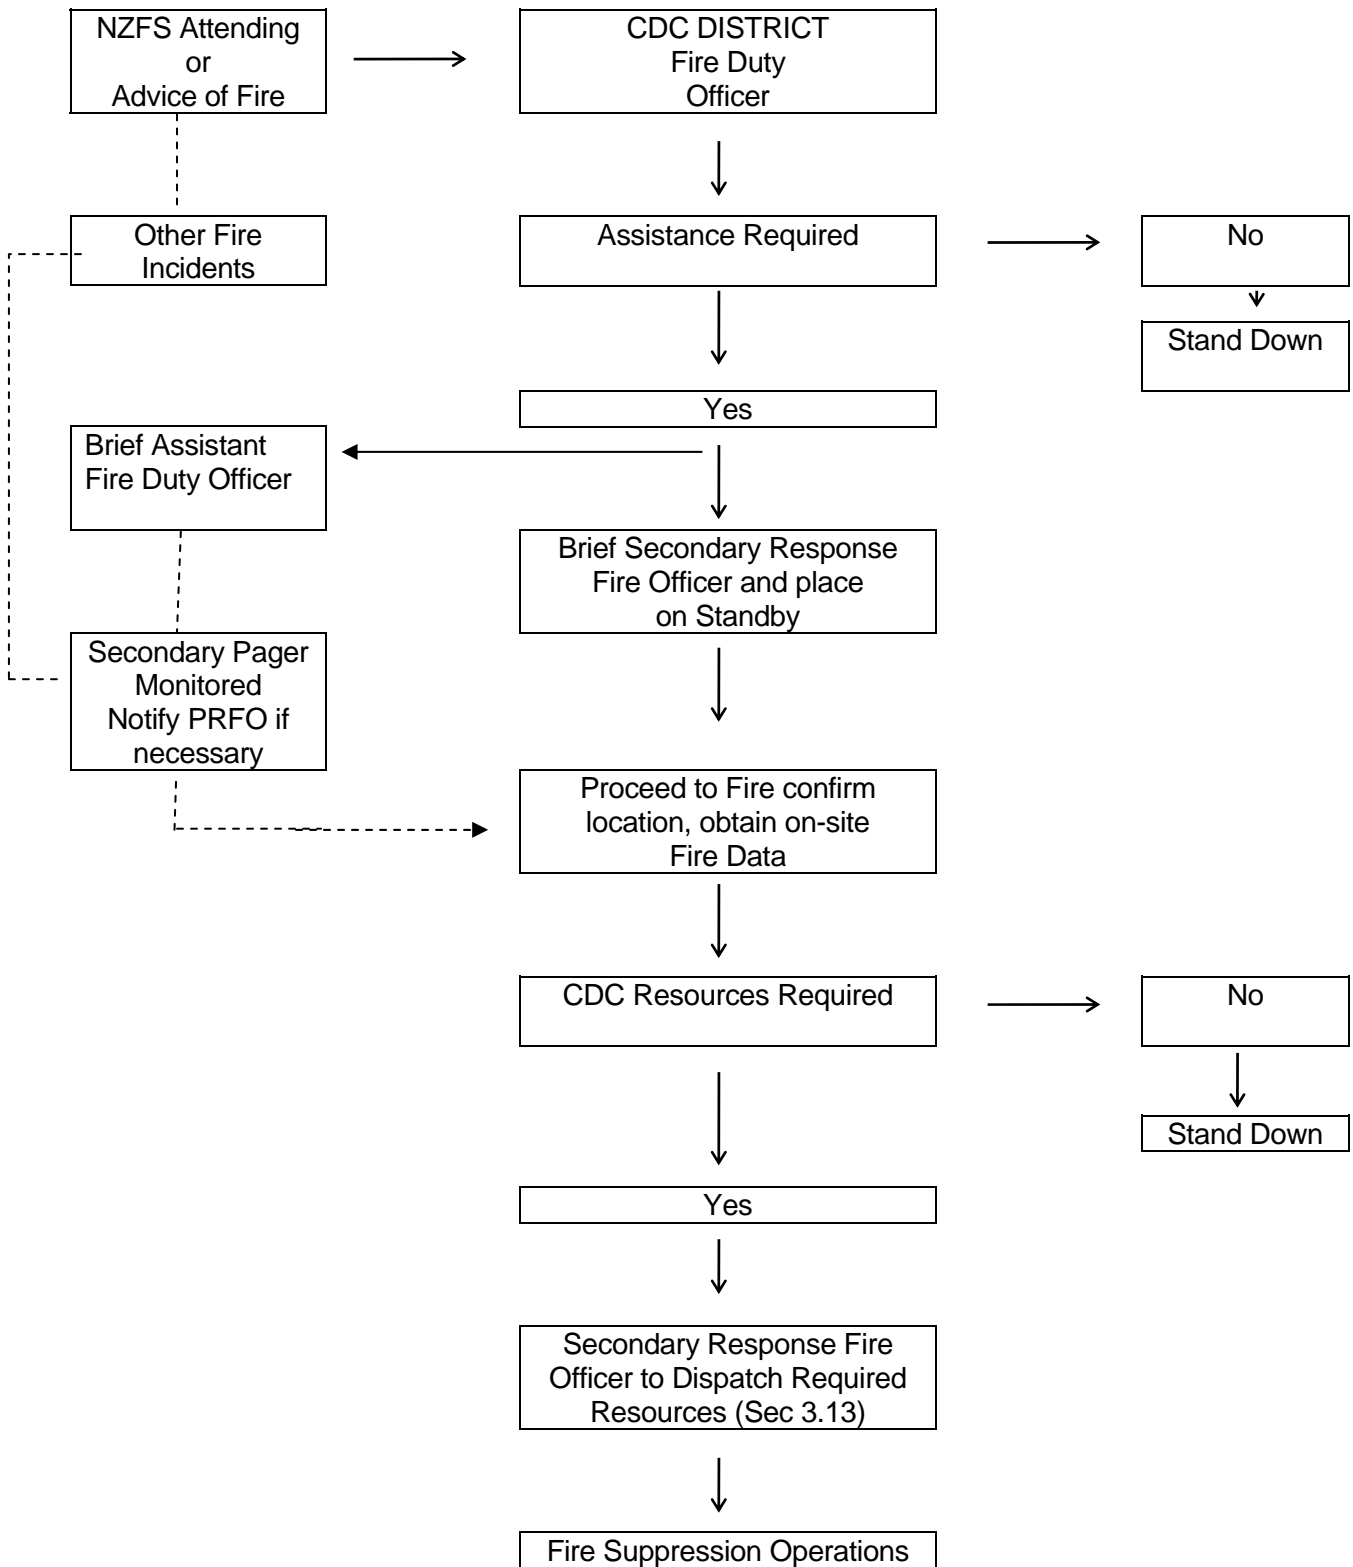 NZFS Attending
or
Advice of Fire
CDC DISTRICT
Fire Duty
Officer
Other Fire
Incidents
Assistance Required
No
Stand Down
Yes
Brief Assistant
Fire Duty Officer
Brief Secondary Response
Fire Officer and place
on Standby
Secondary Pager
Monitored
Notify PRFO if
necessary
Proceed to Fire confirm
location, obtain on-site
Fire Data
CDC Resources Required
No
Stand Down
Yes
Secondary Response Fire
Officer to Dispatch Required
Resources (Sec 3.13)
Fire Suppression Operations